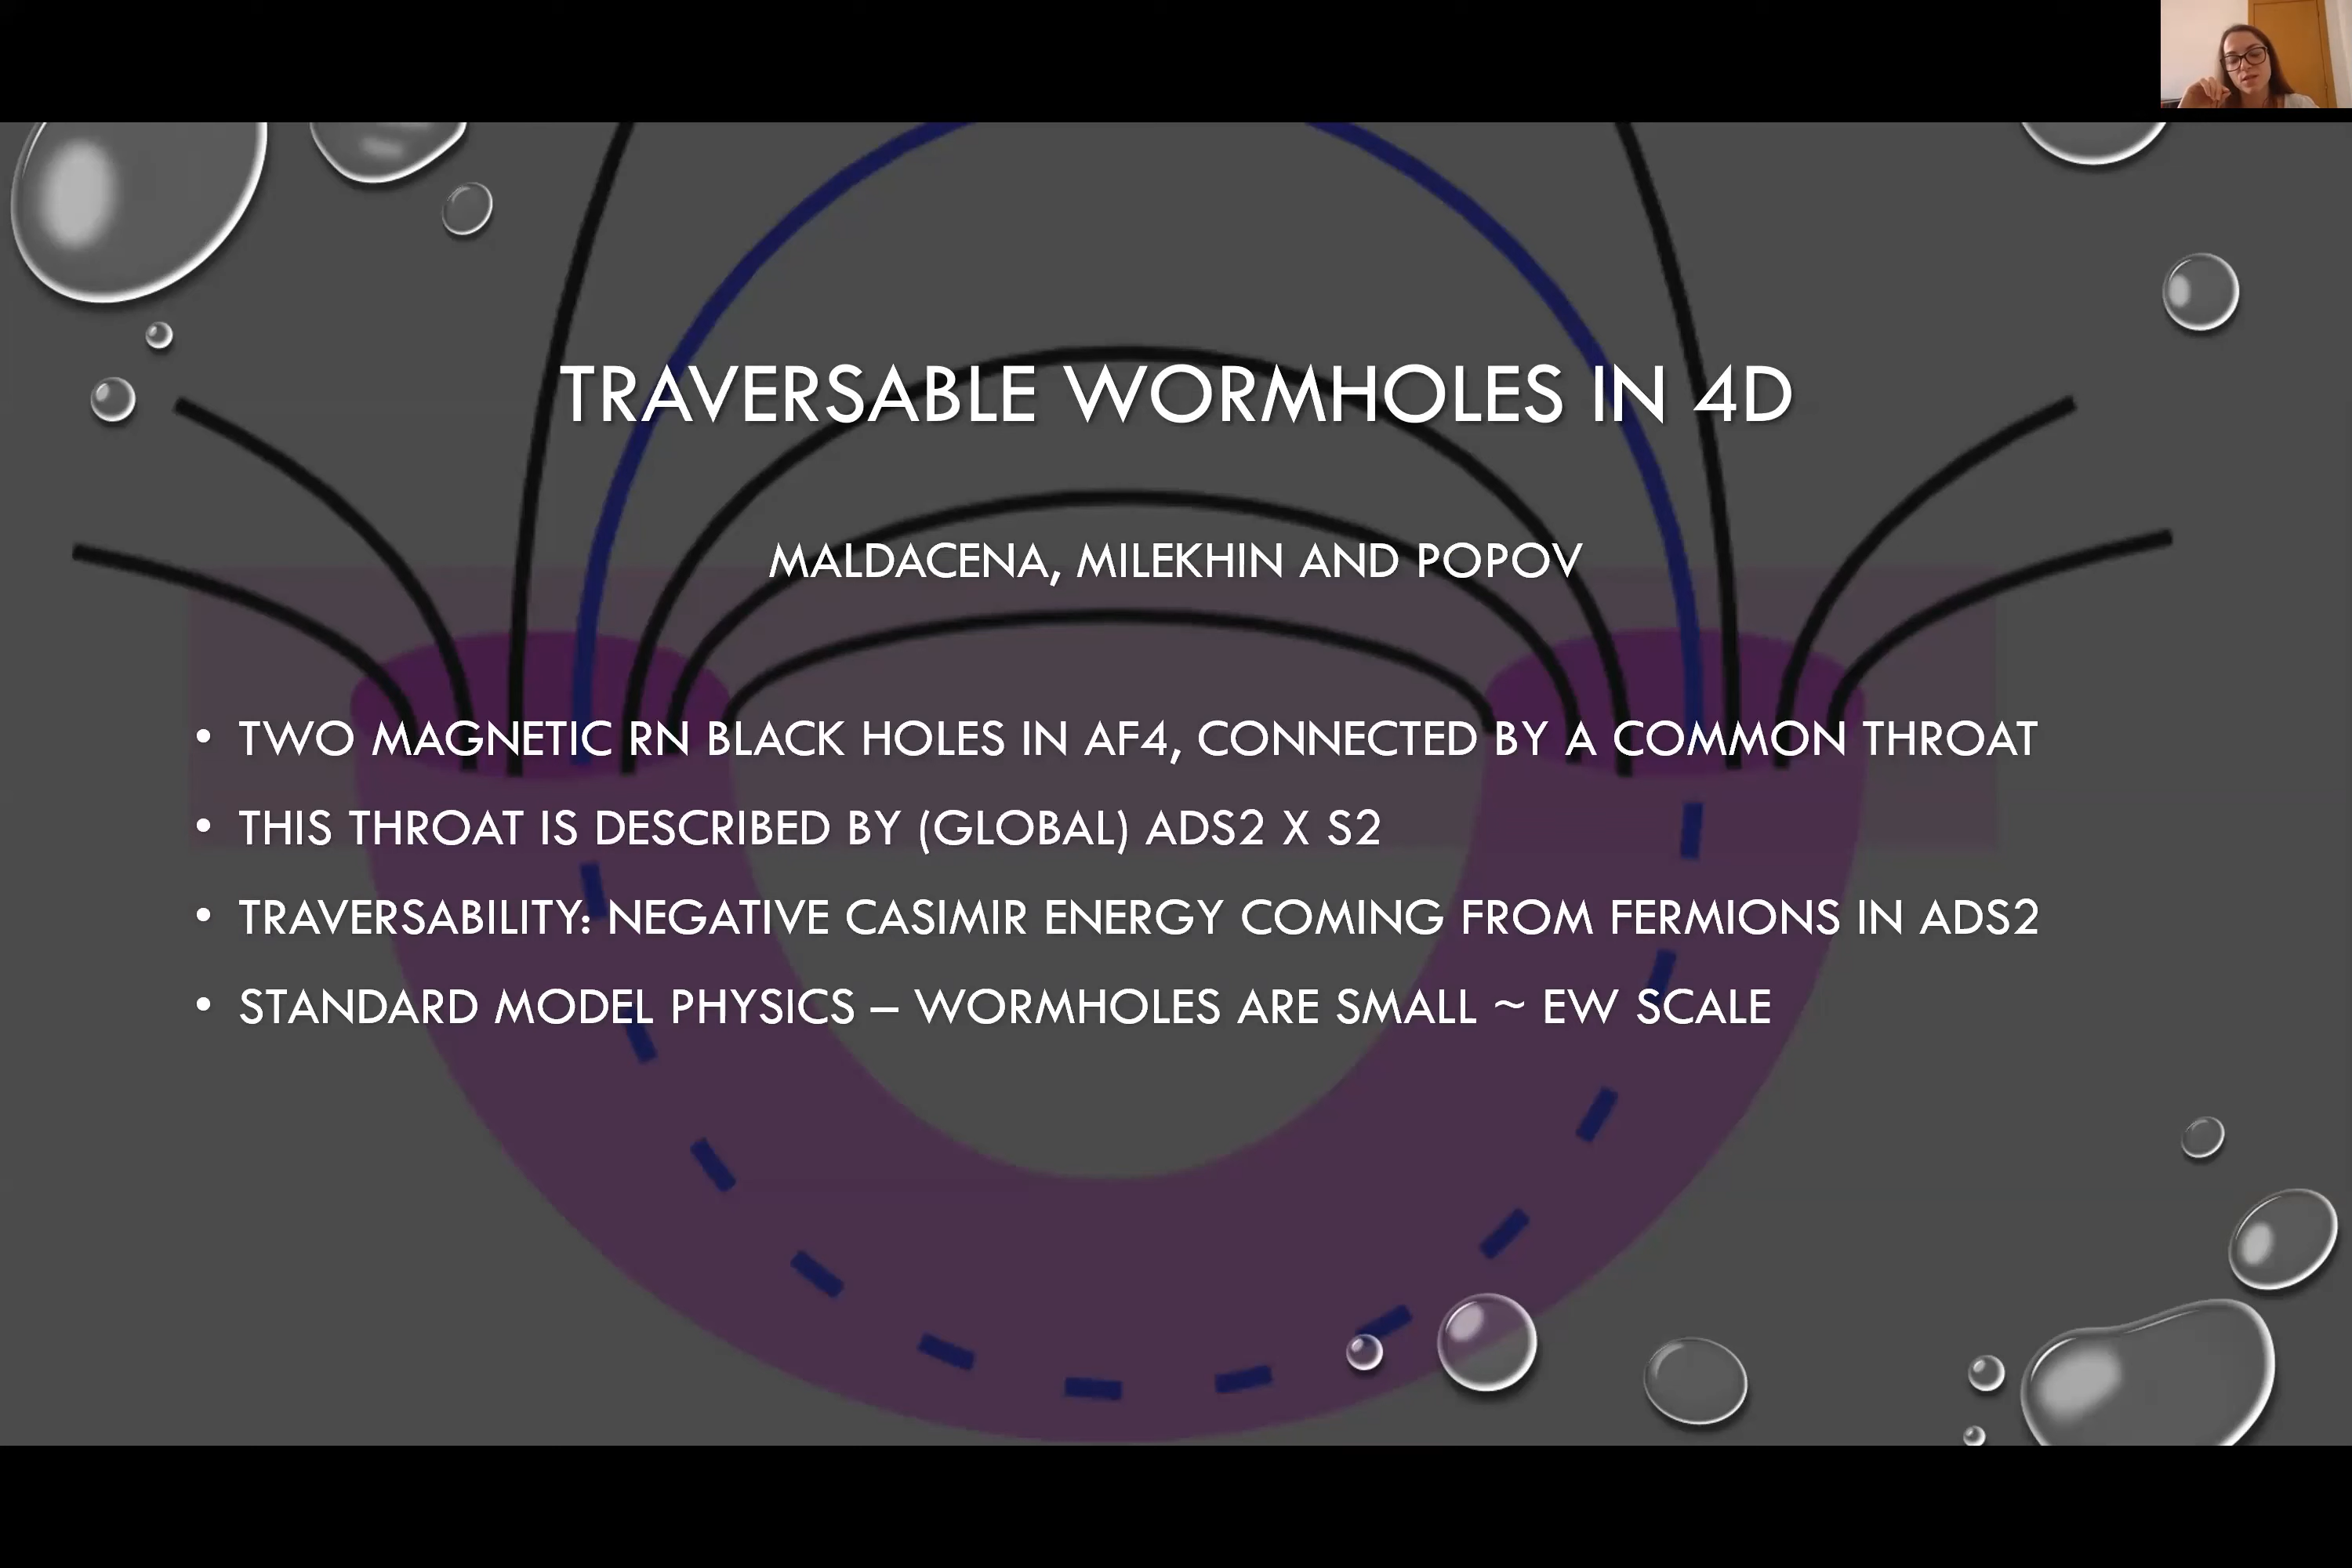 TRAVERSABLE WORMHOLES IN 4D
MALDACENA, MILEKHIN AND POPOV
• TWO MAGNETIC RN BLACK HOLES IN AF4, CONNECTED BY A COMMON THROAT
• THIS THROAT IS DESCRIBED BY (GLOBAL) ADS2 X S2
• TRAVERSABILITY: NEGATIVE CASIMIR ENERGY COMING FROM FERMIONS IN ADS2
• STANDARD MODEL PHYSICS – WORMHOLES ARE SMALL ~ EW SCALE